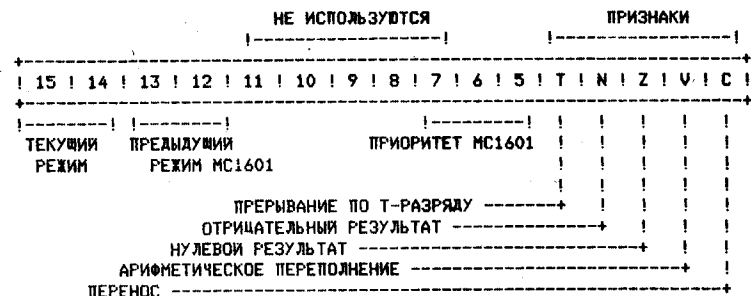 НЕ ИСПОЛЬЗУЮТСЯ ПРИЗНАКИ
!------------------! !-----------------!
+-----------------------------------------------------------------------+
! 15 ! 14 ! 13 ! 12 ! 11 ! 10 ! 9 ! 8 ! 7 ! 6 ! 5 ! T ! N ! Z ! V ! C !
+-----------------------------------------------------------------------+
!--------! !--------! !---------! ! ! ! ! !
ТЕКУЩИЙ ПРЕДЫДУЩИЙ ПРИОРИТЕТ МС1601 ! ! ! ! !
РЕЖИМ РЕЖИМ МС1601 ! ! ! ! !
! ! ! ! !
ПРЕРЫВАНИЕ ПО Т-РАЗРЯДУ -------+ ! ! ! !
ОТРИЦАТЕЛЬНЫЙ РЕЗУЛЬТАТ --------------+ ! ! !
НУЛЕВОЙ РЕЗУЛЬТАТ ---------------------------+ ! !
АРИФМЕТИЧЕСКОЕ ПЕРЕПОЛНЕНИЕ --------------------------+ !
ПЕРЕНОС ------------------------------------------------------+